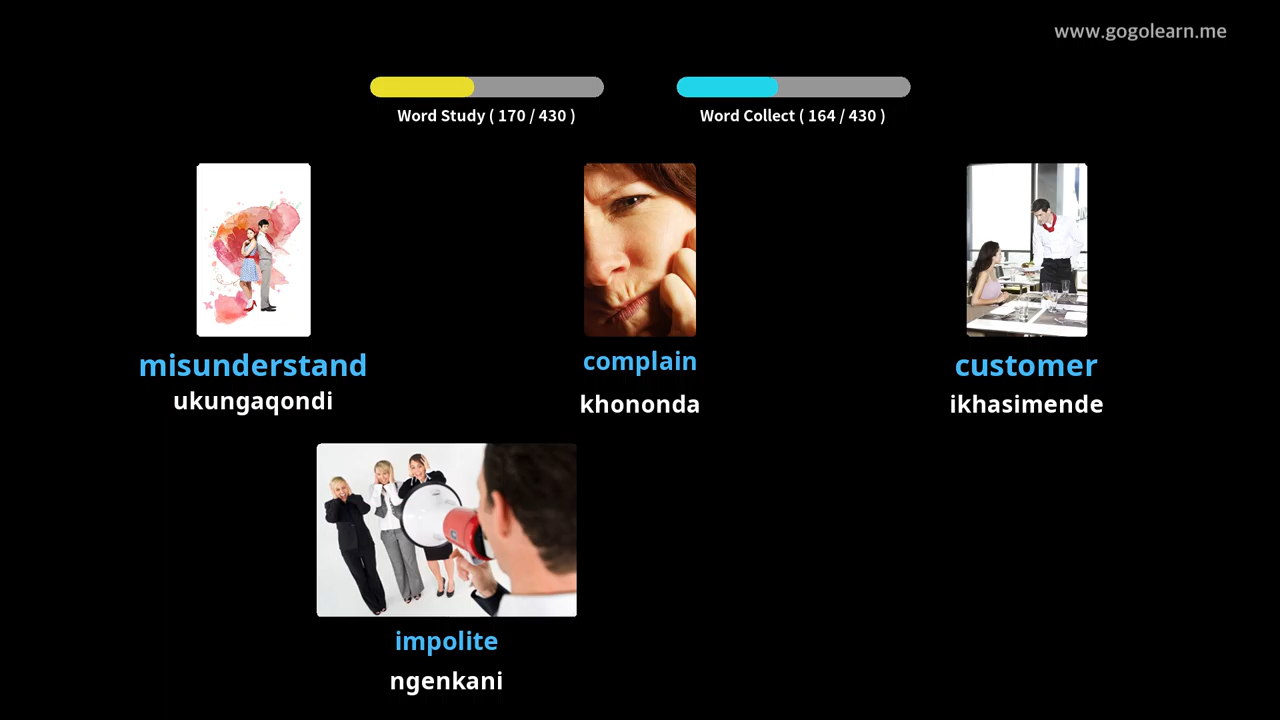 www.gogolearn.me
Word Study ( 170 / 430 )
Word Collect ( 164 / 430 )
misunderstand
ukungaqondi
complain
khononda
customer
ikhasimende
impolite
ngenkani